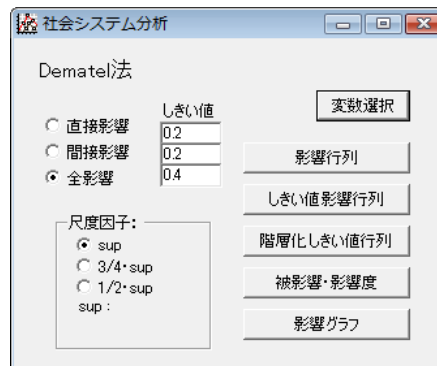 社会システム分析
Dematel法
しきい値
変数選択
直接影響 0.2
間接影響 0.2
全影響 0.4
影響行列
しきい値影響行列
階層化しきい値行列
被影響・影響度
影響グラフ
尺度因子:
sup
3/4・sup
1/2・sup
sup :